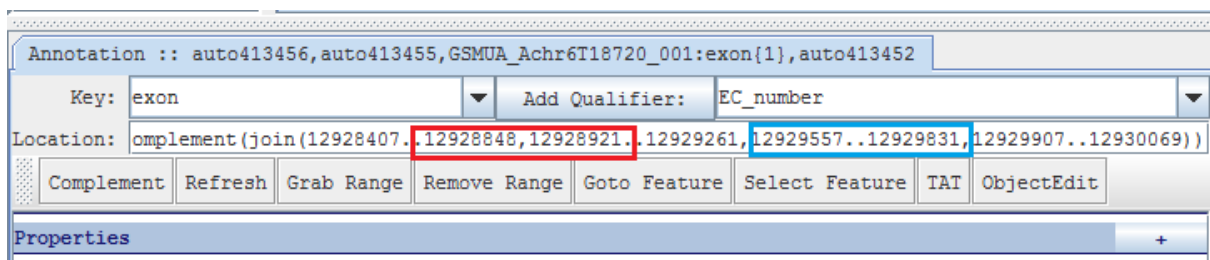 Annotation :: auto413456,auto413455,GSMUA_Achr6T18720_001:exon{1},auto413452
Key: exon Add Qualifier: EC_number
Location: omplement(join(12928407..12928848,12928921..12929261,12929557..12929831,12929907..12930069))
Complement Refresh Grab Range Remove Range Goto Feature Select Feature TAT ObjectEdit
Properties +